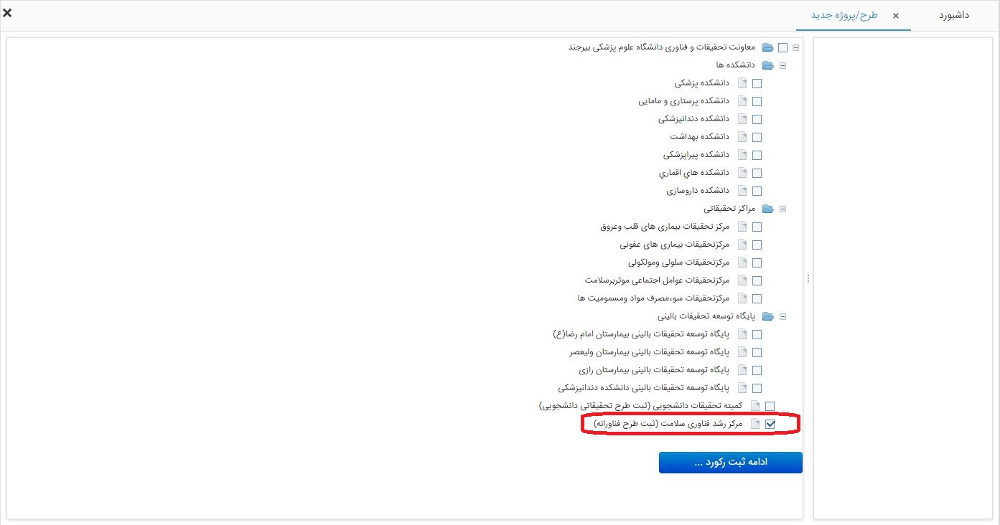 داشبورد
طرح/پروژه جدید
معاونت تحقیقات و فناوری دانشگاه علوم پزشکی بیرجند
دانشکده ها
دانشکده پزشکی
دانشکده پرستاری و مامایی
دانشکده دندانپزشکی
دانشکده بهداشت
دانشکده پیراپزشکی
دانشکده هاي اقماري
دانشکده داروسازی
مراکز تحقیقاتی
مرکز تحقیقات بیماری های قلب وعروق
مرکزتحقیقات بیماری های عفونی
مرکزتحقیقات سلولی ومولکولی
مرکزتحقیقات عوامل اجتماعی موثربرسلامت
مرکزتحقیقات سوءمصرف مواد ومسمومیت ها
پایگاه توسعه تحقیقات بالینی
پایگاه توسعه تحقیقات بالینی بیمارستان امام رضا(ع)
پایگاه توسعه تحقیقات بالینی بیمارستان ولیعصر
پایگاه توسعه تحقیقات بالینی بیمارستان رازی
پایگاه توسعه تحقیقات بالینی دانشکده دندانپزشکی
کمیته تحقیقات دانشجویی (ثبت طرح تحقیقاتی دانشجویی)
مرکز رشد فناوری سلامت (ثبت طرح فناورانه)
ادامه ثبت رکورد ...